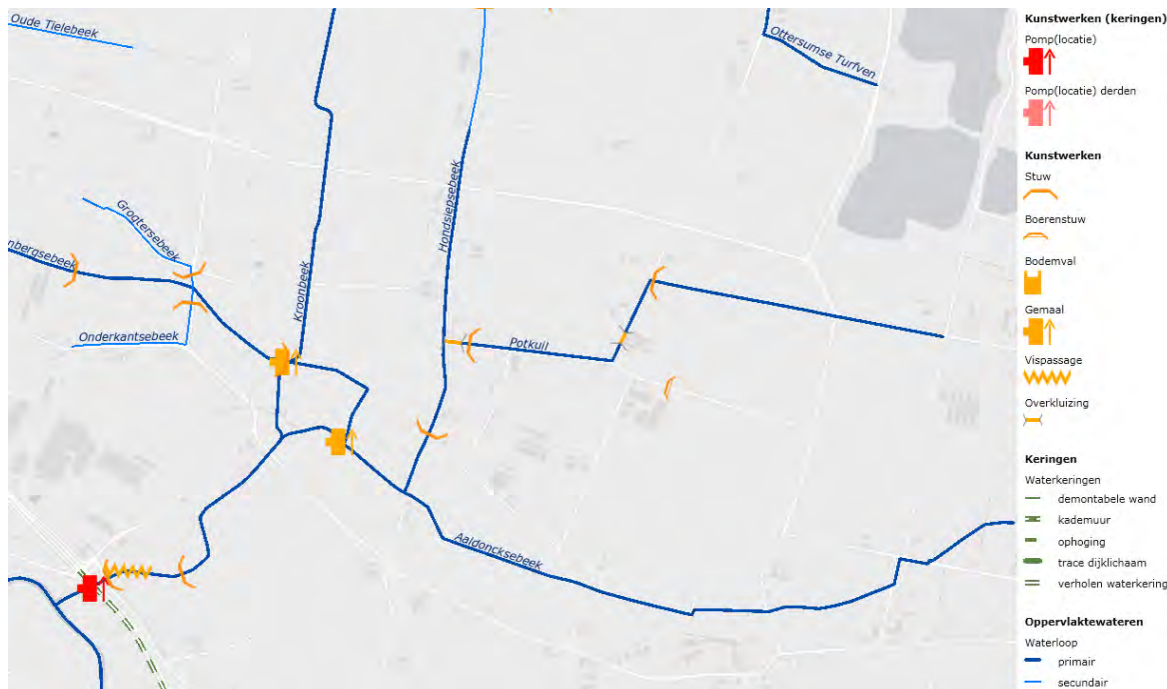 Oude Tielebeek
Ottersumse Turfven
Hondsiepsebeek
Grogtersebeek
nbergsebeek
Kroonbeek
Onderkantsebeek
Potkuil
Aaldoncksebeek
Kunstwerken (keringen)
Pomp(locatie)
Pomp(locatie) derden
Kunstwerken
Stuw
Boerenstuw
Bodemval
Gemaal
Vispassage
Overkluizing
Keringen
Waterkeringen
demontabele wand
kademuur
ophoging
trace dijklichaam
verholen waterkering
Oppervlaktewateren
Waterloop
primair
secundair